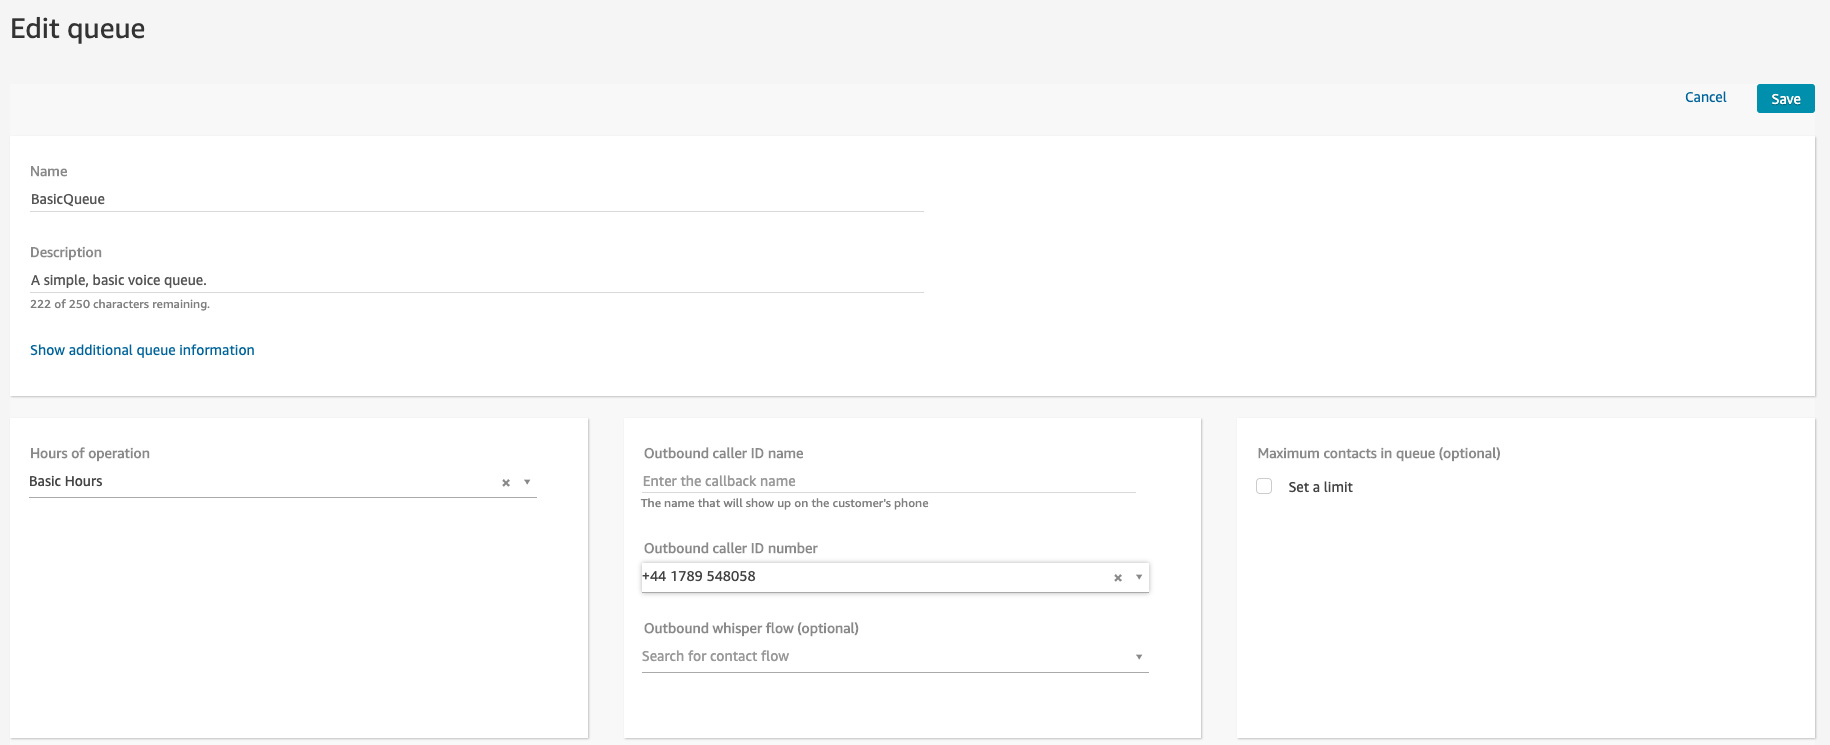 Edit queue
Cancel
Save
Name
BasicQueue
Description
A simple, basic voice queue.
222 of 250 characters remaining.
Show additional queue information
Hours of operation
Basic Hours
Outbound caller ID name
Enter the callback name
The name that will show up on the customer's phone
Outbound caller ID number
+44 1789 548058
Outbound whisper flow (optional)
Search for contact flow
Maximum contacts in queue (optional)
Set a limit